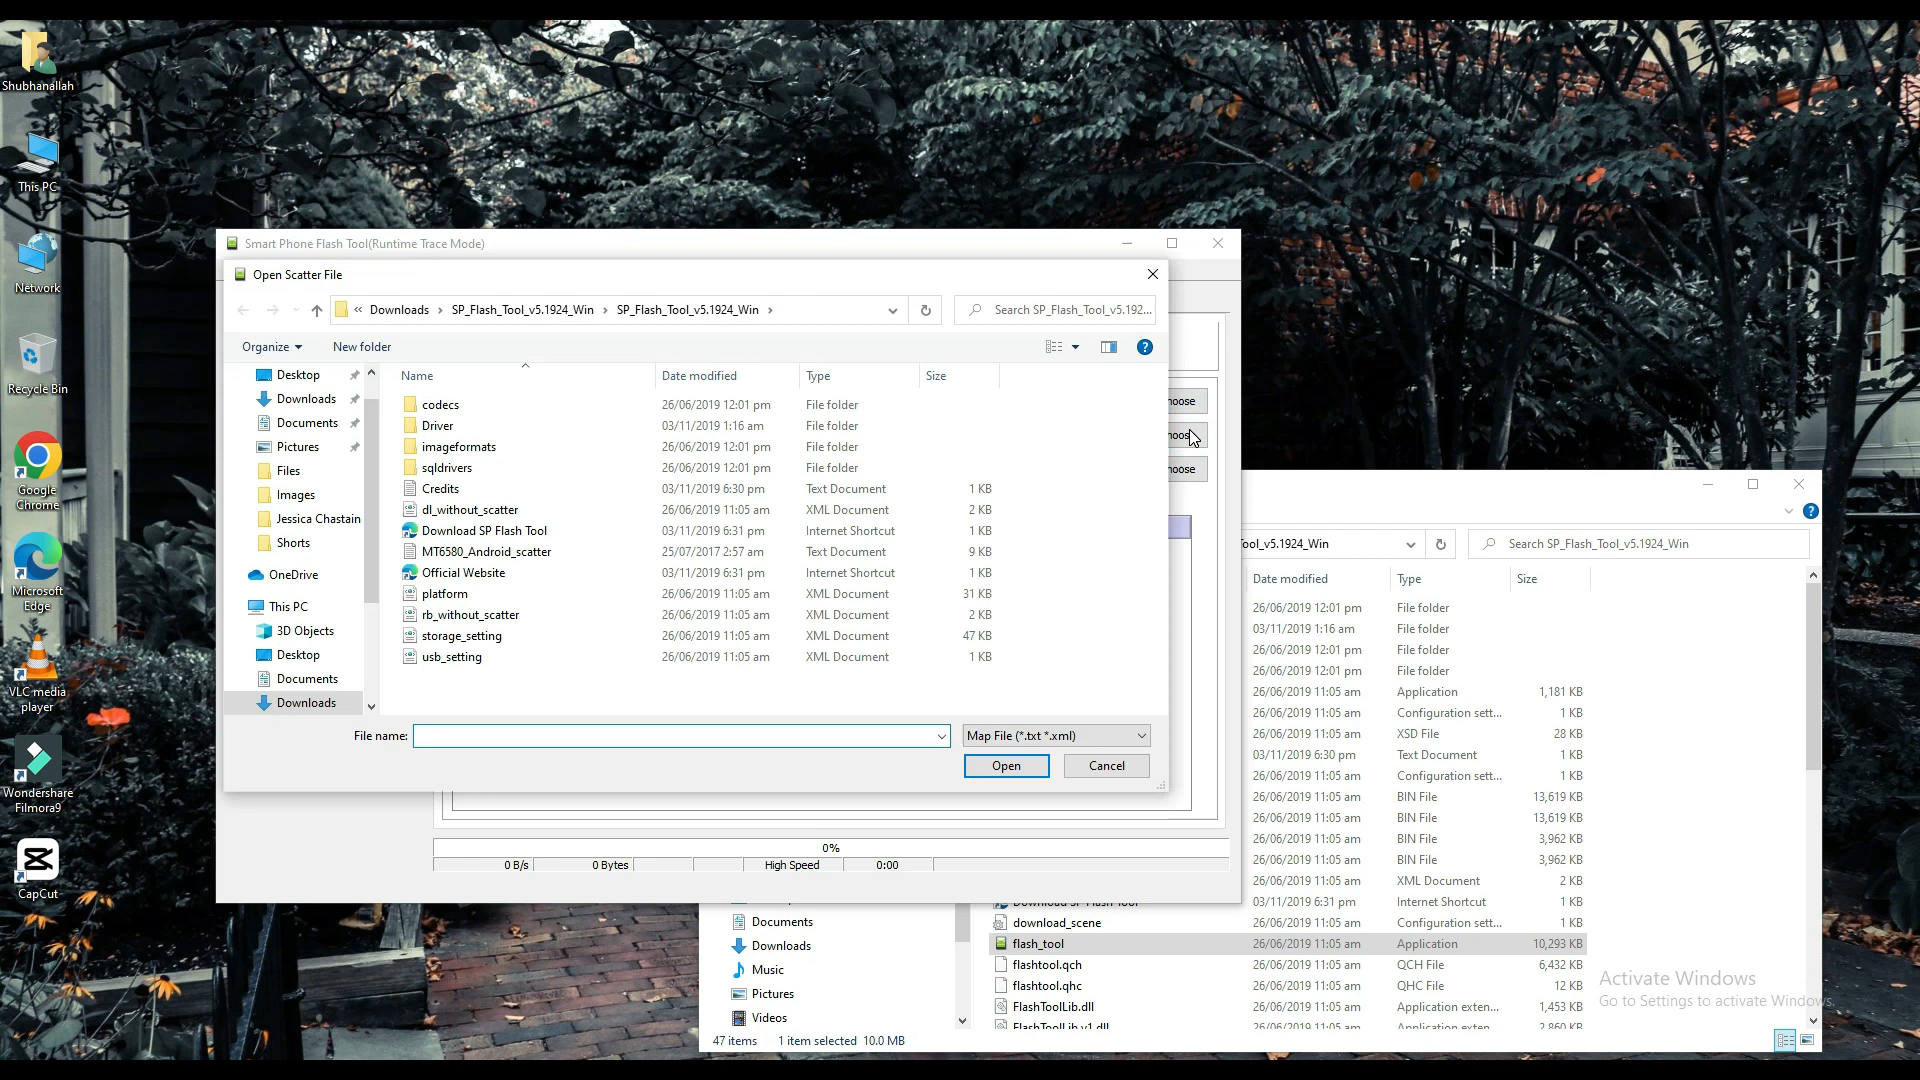 Shubhanallah
This PC
Network
Recycle Bin
Google
Chrome
Microsoft
Edge
VLC media
player
Wondershare
Filmora9
CapCut
Smart Phone Flash Tool(Runtime Trace Mode)
Open Scatter File
« Downloads › SP_Flash_Tool_v5.1924_Win › SP_Flash_Tool_v5.1924_Win ›
Search SP_Flash_Tool_v5.192...
Organize
New folder
Desktop
Downloads
Documents
Pictures
Files
Images
Jessica Chastain
Shorts
OneDrive
This PC
3D Objects
Desktop
Documents
Downloads
Name Date modified Type Size
codecs 26/06/2019 12:01 pm File folder
Driver 03/11/2019 1:16 am File folder
imageformats 26/06/2019 12:01 pm File folder
sqldrivers 26/06/2019 12:01 pm File folder
Credits 03/11/2019 6:30 pm Text Document 1 KB
dl_without_scatter 26/06/2019 11:05 am XML Document 2 KB
Download SP Flash Tool 03/11/2019 6:31 pm Internet Shortcut 1 KB
MT6580_Android_scatter 25/07/2017 2:57 am Text Document 9 KB
Official Website 03/11/2019 6:31 pm Internet Shortcut 1 KB
platform 26/06/2019 11:05 am XML Document 31 KB
rb_without_scatter 26/06/2019 11:05 am XML Document 2 KB
storage_setting 26/06/2019 11:05 am XML Document 47 KB
usb_setting 26/06/2019 11:05 am XML Document 1 KB
File name:
Map File (*.txt *.xml)
Open
Cancel
hoose
hoose
0%
0 B/s 0 Bytes High Speed 0:00
ool_v5.1924_Win
Search SP_Flash_Tool_v5.1924_Win
Date modified Type Size
26/06/2019 12:01 pm File folder
03/11/2019 1:16 am File folder
26/06/2019 12:01 pm File folder
26/06/2019 12:01 pm File folder
26/06/2019 11:05 am Application 1,181 KB
26/06/2019 11:05 am Configuration sett... 1 KB
26/06/2019 11:05 am XSD File 28 KB
03/11/2019 6:30 pm Text Document 1 KB
26/06/2019 11:05 am Configuration sett... 1 KB
26/06/2019 11:05 am BIN File 13,619 KB
26/06/2019 11:05 am BIN File 13,619 KB
26/06/2019 11:05 am BIN File 3,962 KB
26/06/2019 11:05 am BIN File 3,962 KB
26/06/2019 11:05 am XML Document 2 KB
03/11/2019 6:31 pm Internet Shortcut 1 KB
download_scene 26/06/2019 11:05 am Configuration sett... 1 KB
flash_tool 26/06/2019 11:05 am Application 10,293 KB
flashtool.qch 26/06/2019 11:05 am QCH File 6,432 KB
flashtool.qhc 26/06/2019 11:05 am QHC File 12 KB
FlashToolLib.dll 26/06/2019 11:05 am Application exten... 1,453 KB
FlashToolLib.v1.dll 26/06/2019 11:05 am Application exten... 2,860 KB
Documents
Downloads
Music
Pictures
Videos
47 items 1 item selected 10.0 MB
Activate Windows
Go to Settings to activate Windows.